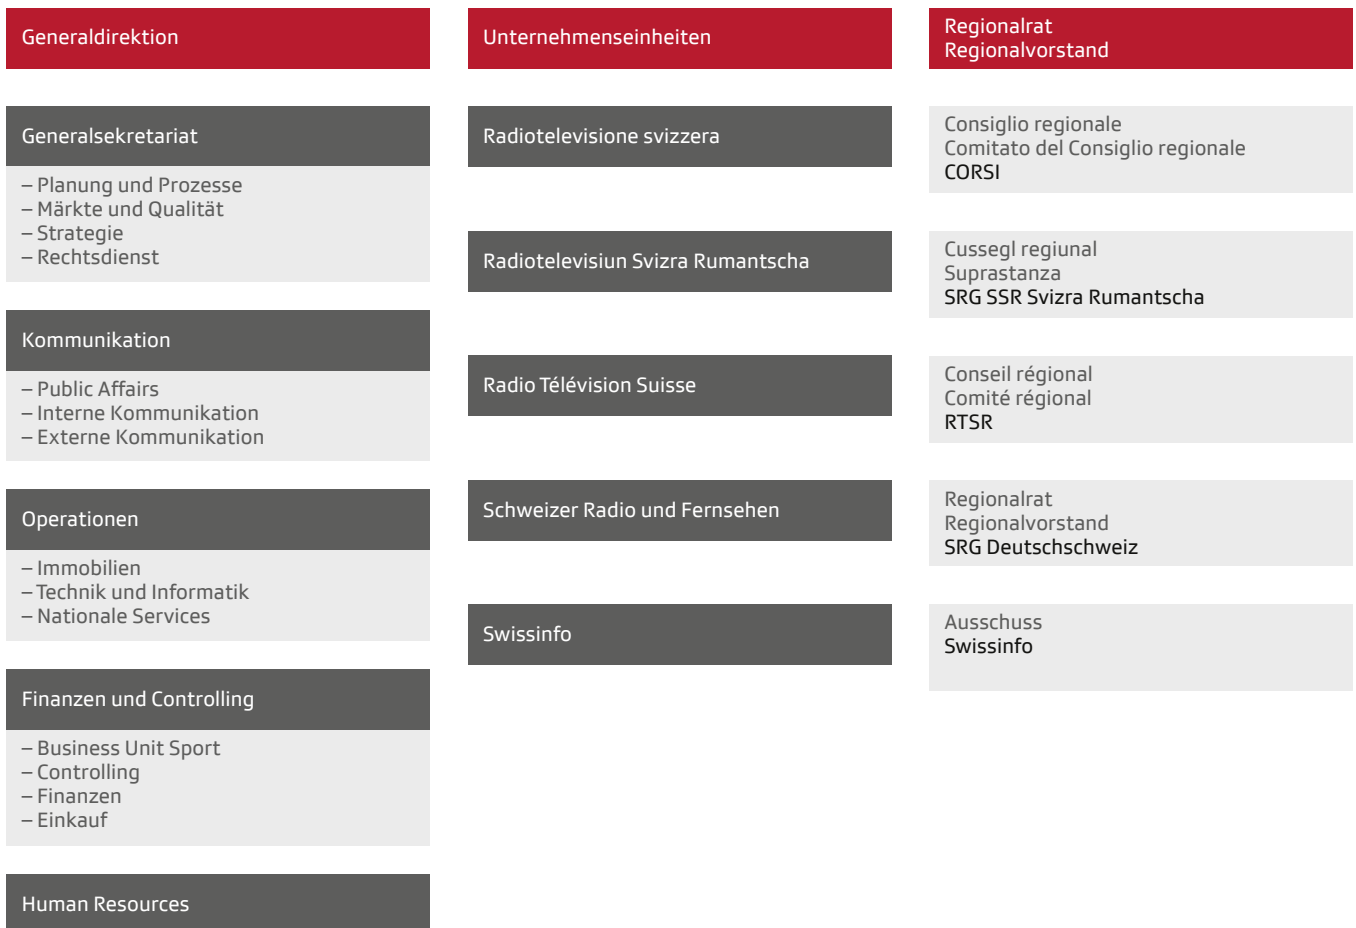 Generaldirektion
Generalsekretariat
– Planung und Prozesse
– Märkte und Qualität
– Strategie
– Rechtsdienst
Kommunikation
– Public Affairs
– Interne Kommunikation
– Externe Kommunikation
Operationen
– Immobilien
– Technik und Informatik
– Nationale Services
Finanzen und Controlling
– Business Unit Sport
– Controlling
– Finanzen
– Einkauf
Human Resources
Unternehmenseinheiten
Radiotelevisione svizzera
Radiotelevisiun Svizra Rumantscha
Radio Télévision Suisse
Schweizer Radio und Fernsehen
Swissinfo
Regionalrat
Regionalvorstand
Consiglio regionale
Comitato del Consiglio regionale
CORSI
Cussegl regiunal
Suprastanza
SRG SSR Svizra Rumantscha
Conseil régional
Comité régional
RTSR
Regionalrat
Regionalvorstand
SRG Deutschschweiz
Ausschuss
Swissinfo